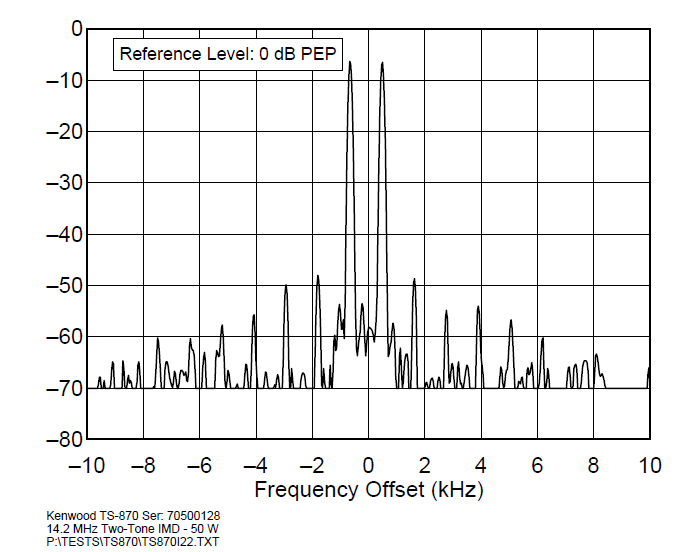 0
Reference Level: 0 dB PEP
–10
–20
–30
–40
–50
–60
–70
–80
–10 –8 –6 –4 –2 0 2 4 6 8 10
Frequency Offset (kHz)
Kenwood TS-870 Ser: 70500128
14.2 MHz Two-Tone IMD - 50 W
P:\TESTS\TS870\TS870I22.TXT